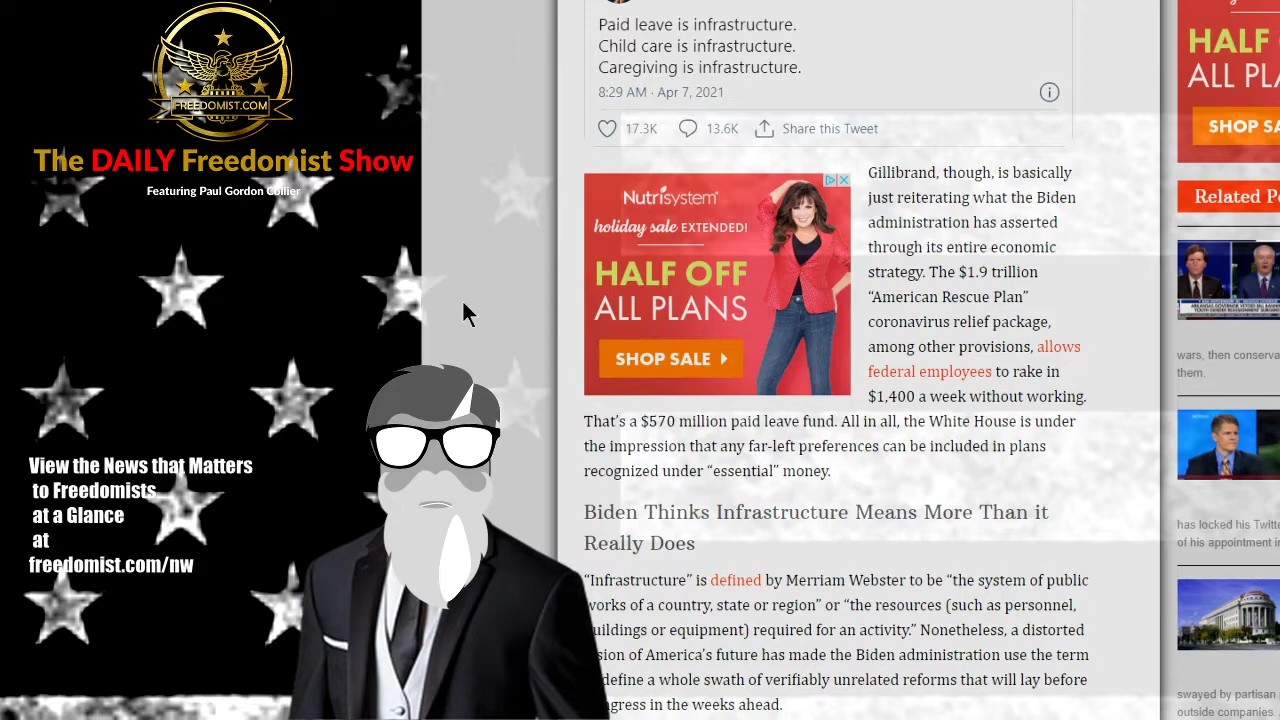 FREEDOMIST.COM
The DAILY Freedomist Show
Featuring Paul Gordon Collier
View the News that Matters
to Freedomists
at a Glance
at
freedomist.com/nw
Paid leave is infrastructure.
Child care is infrastructure.
Caregiving is infrastructure.
8:29 AM · Apr 7, 2021
17.3K 13.6K Share this Tweet
Nutrisystem
holiday sale EXTENDED!
HALF OFF
ALL PLANS
SHOP SALE
Gillibrand, though, is basically
just reiterating what the Biden
administration has asserted
through its entire economic
strategy. The $1.9 trillion
“American Rescue Plan”
coronavirus relief package,
among other provisions, allows
federal employees to rake in
$1,400 a week without working.
That’s a $570 million paid leave fund. All in all, the White House is under
the impression that any far-left preferences can be included in plans
recognized under “essential” money.
Biden Thinks Infrastructure Means More Than it
Really Does
“Infrastructure” is defined by Merriam Webster to be “the system of public
works of a country, state or region” or “the resources (such as personnel,
buildings or equipment) required for an activity.” Nonetheless, a distorted
of America’s future has made the Biden administration use the term
define a whole swath of verifiably unrelated reforms that will lay before
in the weeks ahead.
HALF
ALL
SHOP
Related
wars, then
them.
has locked his
of his appointment
swayed by partisan
outside companies.